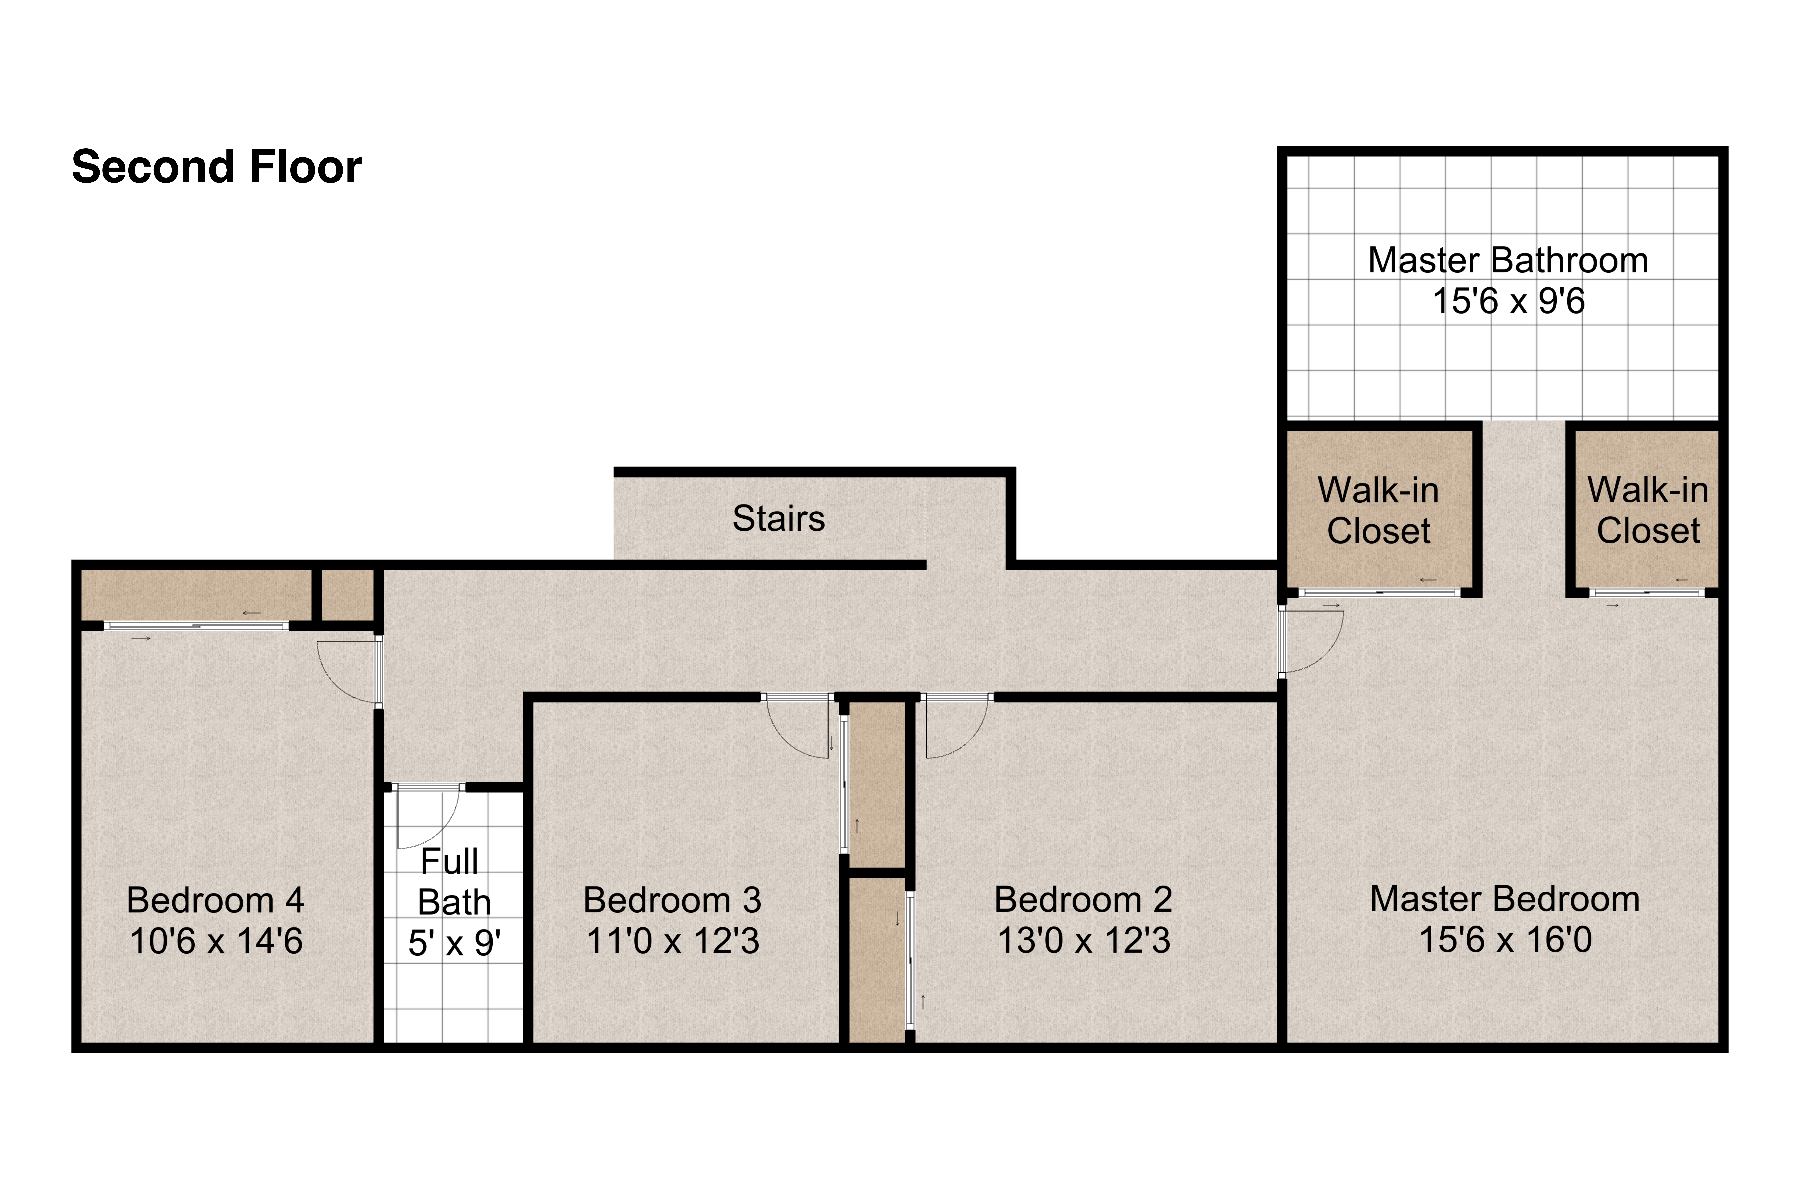 Second Floor
Master Bathroom
15'6 x 9'6
Walk-in
Closet
Walk-in
Closet
Stairs
Bedroom 4
10'6 x 14'6
Full
Bath
5' x 9'
Bedroom 3
11'0 x 12'3
Bedroom 2
13'0 x 12'3
Master Bedroom
15'6 x 16'0